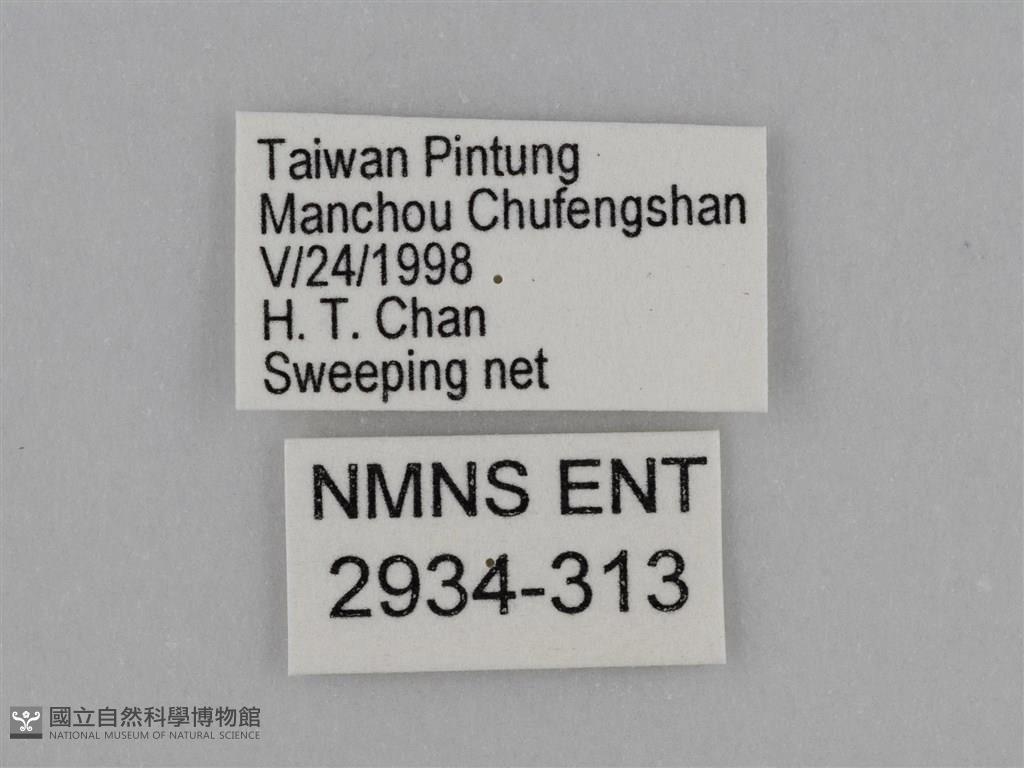 Taiwan Pintung
Manchou Chufengshan
V/24/1998
H. T. Chan
Sweeping net
NMNS ENT
2934-313
國立自然科學博物館
NATIONAL MUSEUM OF NATURAL SCIENCE